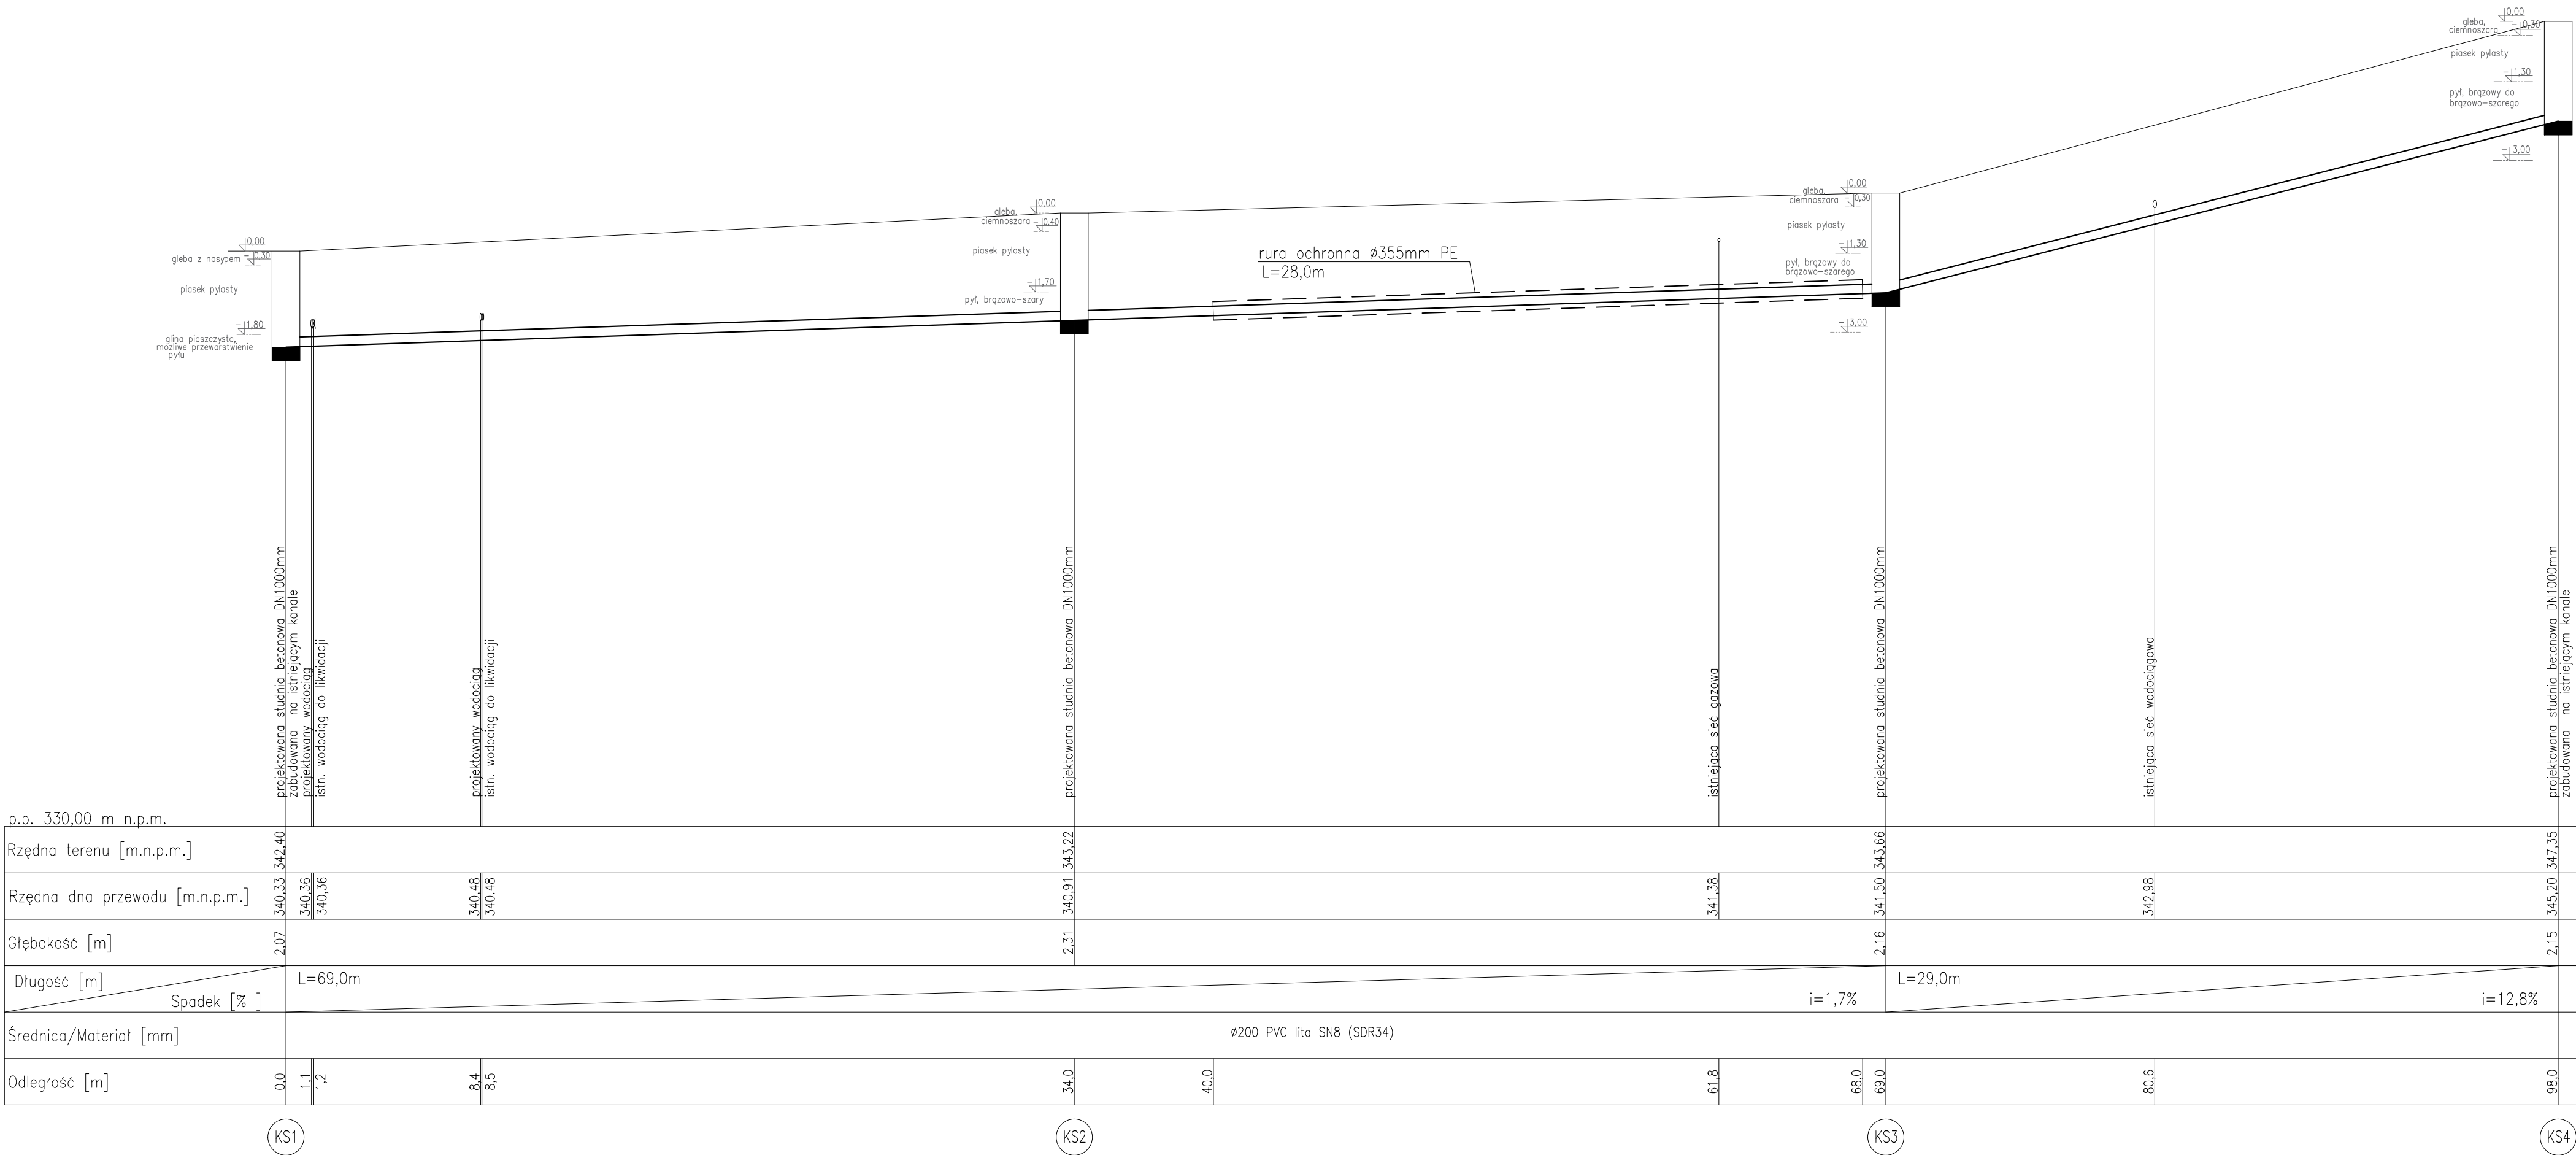 gleba,
ciemnoszara
0,00
-0,30
piasek pylasty
-1,30
pył, brązowy do
brązowo-szarego
-3,00
gleba,
ciemnoszara
0,00
-0,30
piasek pylasty
-1,30
pył, brązowy do
brązowo-szarego
-3,00
gleba,
ciemnoszara
0,00
-0,40
piasek pylasty
-1,70
pył, brązowo-szary
0,00
gleba z nasypem
-0,30
piasek pylasty
-1,80
glina piaszczysta,
możliwe przewarstwienie
pyłu
rura ochronna ø355mm PE
L=28,0m
projektowana studnia betonowa DN1000mm
zabudowana na istniejącym kanale
projektowany wodociąg
istn. wodociąg do likwidacji
projektowany wodociąg
istn. wodociąg do likwidacji
projektowana studnia betonowa DN1000mm
istniejąca sieć gazowa
projektowana studnia betonowa DN1000mm
istniejąca sieć wodociągowa
projektowana studnia betonowa DN1000mm
zabudowana na istniejącym kanale
p.p. 330,00 m n.p.m.
Rzędna terenu [m.n.p.m.] 342,40 343,22 343,66 347,35
Rzędna dna przewodu [m.n.p.m.] 340,33 340,36 340,36 340,48 340.48 340,91 341,38 341,50 342,98 345,20
Głębokość [m] 2,07 2,31 2,16 2,15
Długość [m] L=69,0m L=29,0m
Spadek [% ] i=1,7% i=12,8%
Średnica/Materiał [mm] ø200 PVC lita SN8 (SDR34)
Odległość [m] 0,0 1,1 1,2 8,4 8,5 34,0 40,0 61,8 68,0 69,0 80,6 98,0
KS1 KS2 KS3 KS4